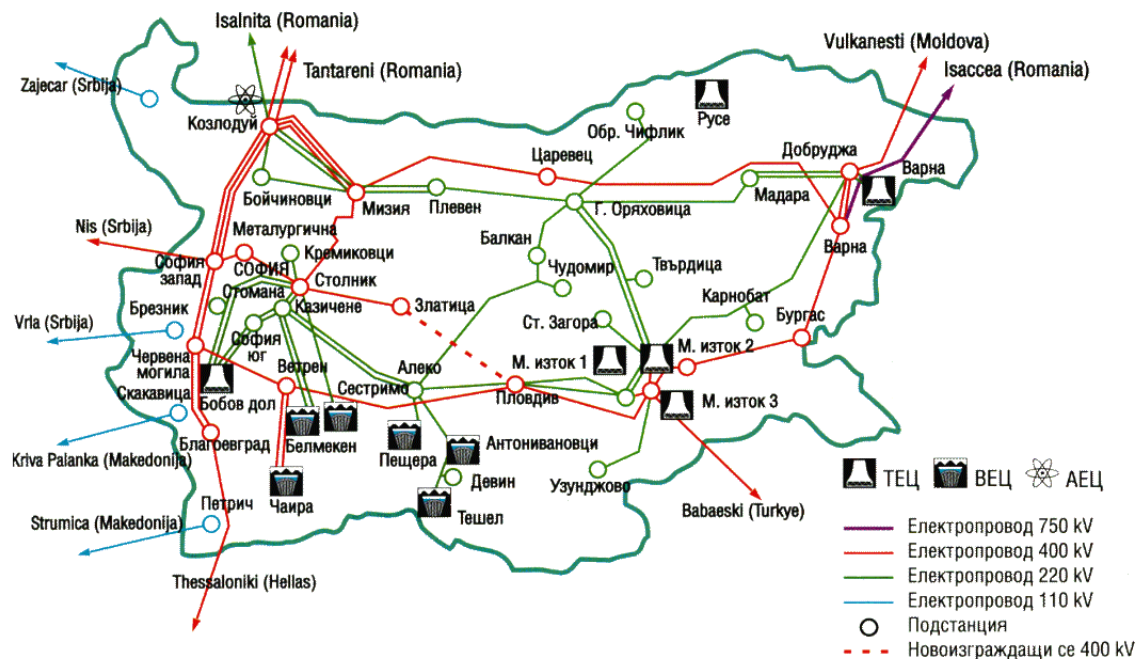 Isalnita (Romania)
Tantareni (Romania)
Vulkanesti (Moldova)
Isaccea (Romania)
Zajecar (Srbija)
Козлодуй
Обр. Чифлик
Русе
Царевец
Добруджа
Варна
Бойчиновци
Мизия
Плевен
Г. Оряховица
Мадара
Nis (Srbija)
Металургична
Кремиковци
Балкан
Варна
София
запад
СОФИЯ
Столник
Чудомир
Твърдица
Стомана
Казичене
Златица
Карнобат
Брезник
Бургас
Vrla (Srbija)
София
юг
Ст. Загора
Червена
могила
Ветрен
Алеко
М. изток 1
М. изток 2
Скакавица
Сестримо
Пловдив
Бобов дол
М. изток 3
Благоевград
Белмекен
Пещера
Антонивановци
Kriva Palanka (Makedonija)
Чаира
Девин
Узунджово
Петрич
Тешел
Babaeski (Turkye)
Strumica (Makedonija)
Thessaloniki (Hellas)
ТЕЦ
ВЕЦ
АЕЦ
Електропровод 750 kV
Електропровод 400 kV
Електропровод 220 kV
Електропровод 110 kV
Подстанция
Новоизграждащи се 400 kV